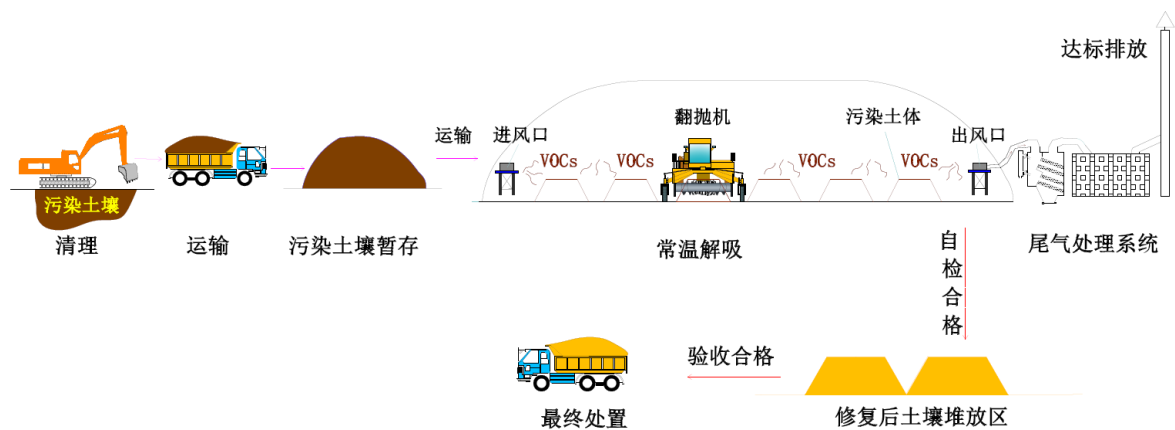 达标排放
运输
进风口
翻抛机
污染土体
出风口
VOCs
VOCs
VOCs
VOCs
污染土壤
清理
运输
污染土壤暂存
常温解吸
尾气处理系统
自检合格
验收合格
最终处置
修复后土壤堆放区